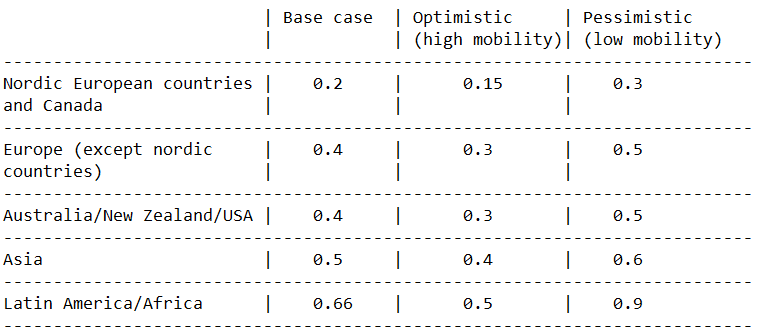 | Base case | Optimistic | Pessimistic
| | (high mobility)| (low mobility)
---------------------------------------------------------------------------
Nordic European countries | 0.2 | 0.15 | 0.3
and Canada | | |
---------------------------------------------------------------------------
Europe (except nordic | 0.4 | 0.3 | 0.5
countries) | | |
---------------------------------------------------------------------------
Australia/New Zealand/USA | 0.4 | 0.3 | 0.5
---------------------------------------------------------------------------
Asia | 0.5 | 0.4 | 0.6
---------------------------------------------------------------------------
Latin America/Africa | 0.66 | 0.5 | 0.9
---------------------------------------------------------------------------